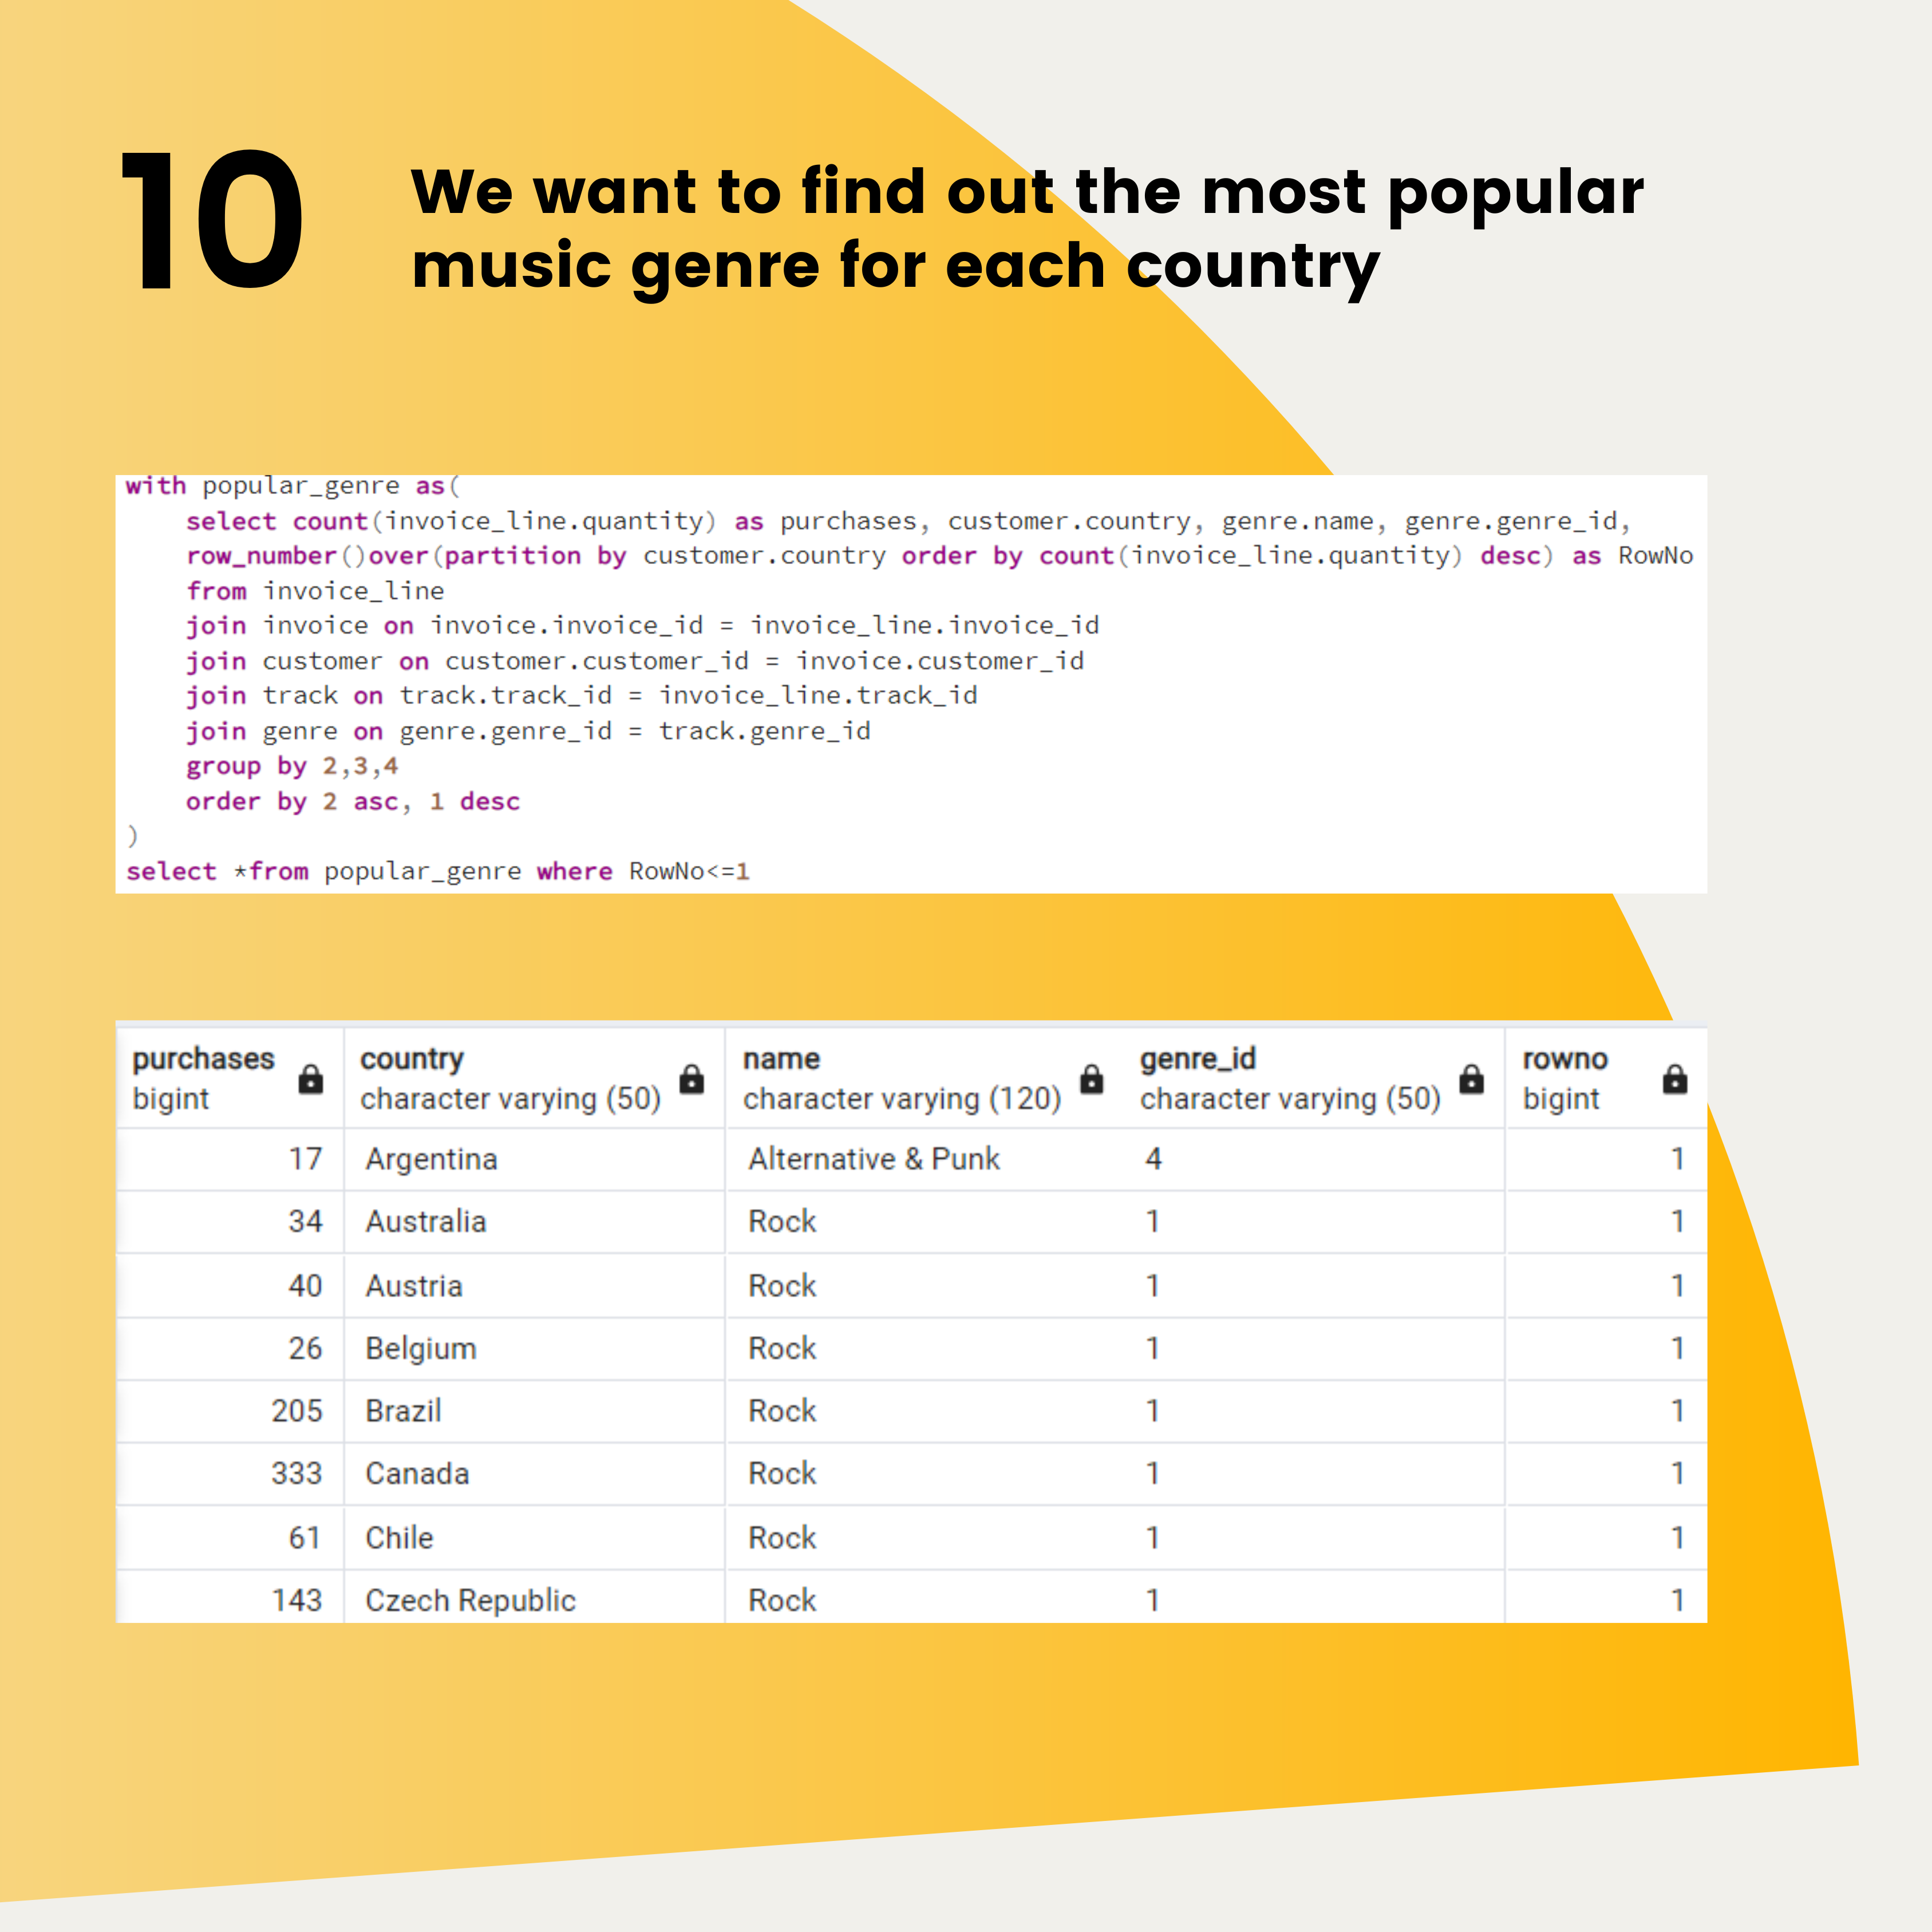 10
We want to find out the most popular
music genre for each country
with popular_genre as(
select count(invoice_line.quantity) as purchases, customer.country, genre.name, genre.genre_id,
row_number()over(partition by customer.country order by count(invoice_line.quantity) desc) as RowNo
from invoice_line
join invoice on invoice.invoice_id = invoice_line.invoice_id
join customer on customer.customer_id = invoice.customer_id
join track on track.track_id = invoice_line.track_id
join genre on genre.genre_id = track.genre_id
group by 2,3,4
order by 2 asc, 1 desc
)
select *from popular_genre where RowNo<=1
purchases country name genre_id rowno
bigint character varying (50) character varying (120) character varying (50) bigint
17 Argentina Alternative & Punk 4 1
34 Australia Rock 1 1
40 Austria Rock 1 1
26 Belgium Rock 1 1
205 Brazil Rock 1 1
333 Canada Rock 1 1
61 Chile Rock 1 1
143 Czech Republic Rock 1 1